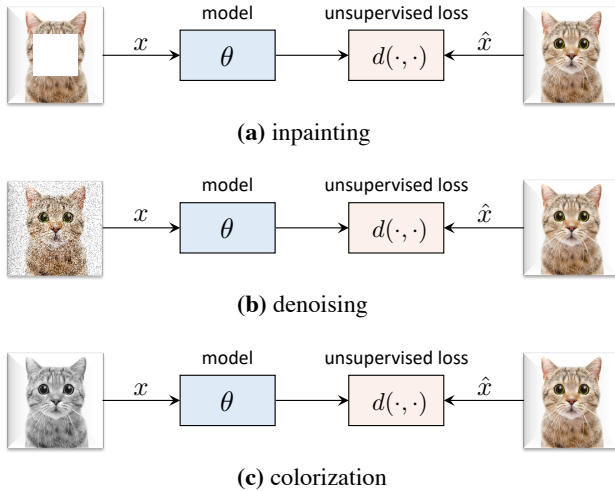 model unsupervised loss
x θ d(·, ·) x̂
(a) inpainting
model unsupervised loss
x θ d(·, ·) x̂
(b) denoising
model unsupervised loss
x θ d(·, ·) x̂
(c) colorization